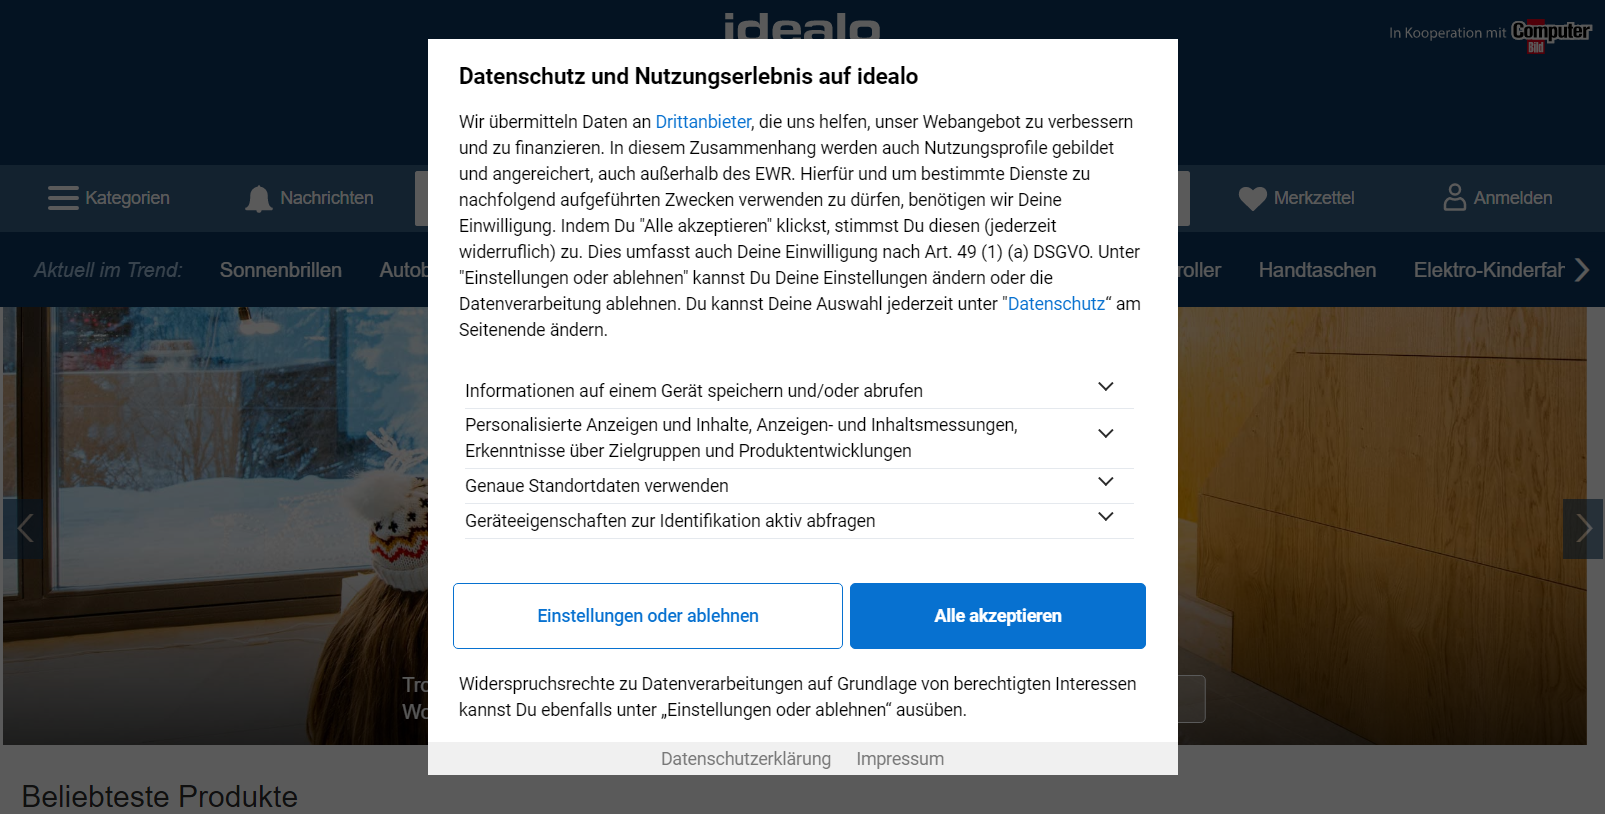 idealo
In Kooperation mit Computer Bild
Datenschutz und Nutzungserlebnis auf idealo
Wir übermitteln Daten an Drittanbieter, die uns helfen, unser Webangebot zu verbessern
und zu finanzieren. In diesem Zusammenhang werden auch Nutzungsprofile gebildet
und angereichert, auch außerhalb des EWR. Hierfür und um bestimmte Dienste zu
nachfolgend aufgeführten Zwecken verwenden zu dürfen, benötigen wir Deine
Einwilligung. Indem Du "Alle akzeptieren" klickst, stimmst Du diesen (jederzeit
widerruflich) zu. Dies umfasst auch Deine Einwilligung nach Art. 49 (1) (a) DSGVO. Unter
"Einstellungen oder ablehnen" kannst Du Deine Einstellungen ändern oder die
Datenverarbeitung ablehnen. Du kannst Deine Auswahl jederzeit unter "Datenschutz“ am
Seitenende ändern.
Informationen auf einem Gerät speichern und/oder abrufen
Personalisierte Anzeigen und Inhalte, Anzeigen- und Inhaltsmessungen,
Erkenntnisse über Zielgruppen und Produktentwicklungen
Genaue Standortdaten verwenden
Geräteeigenschaften zur Identifikation aktiv abfragen
Einstellungen oder ablehnen
Alle akzeptieren
Widerspruchsrechte zu Datenverarbeitungen auf Grundlage von berechtigten Interessen
kannst Du ebenfalls unter „Einstellungen oder ablehnen“ ausüben.
Datenschutzerklärung Impressum
Kategorien Nachrichten Merkzettel Anmelden
Aktuell im Trend: Sonnenbrillen Autob roller Handtaschen Elektro-Kinderfah
Tro
Wo
Beliebteste Produkte